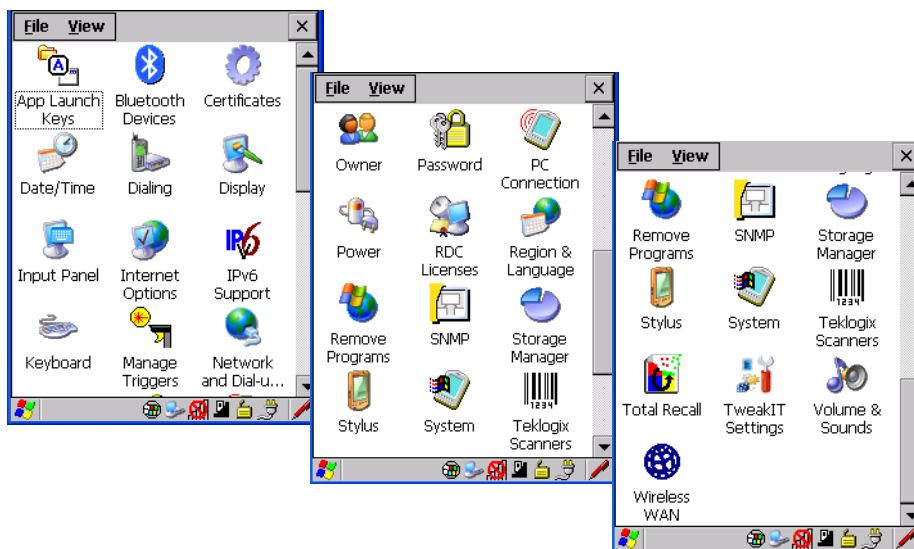 File View
App Launch Keys
Bluetooth Devices
Certificates
Date/Time
Dialing
Display
Input Panel
Internet Options
IPv6
IPv6 Support
Keyboard
Manage Triggers
Network and Dial-u...
File View
Owner
Password
PC Connection
Power
RDC Licenses
Region & Language
Remove Programs
SNMP
Storage Manager
Stylus
System
1234
Teklogix Scanners
File View
Remove Programs
SNMP
Storage Manager
Stylus
System
1234
Teklogix Scanners
Total Recall
TweakIT Settings
Volume & Sounds
Wireless WAN